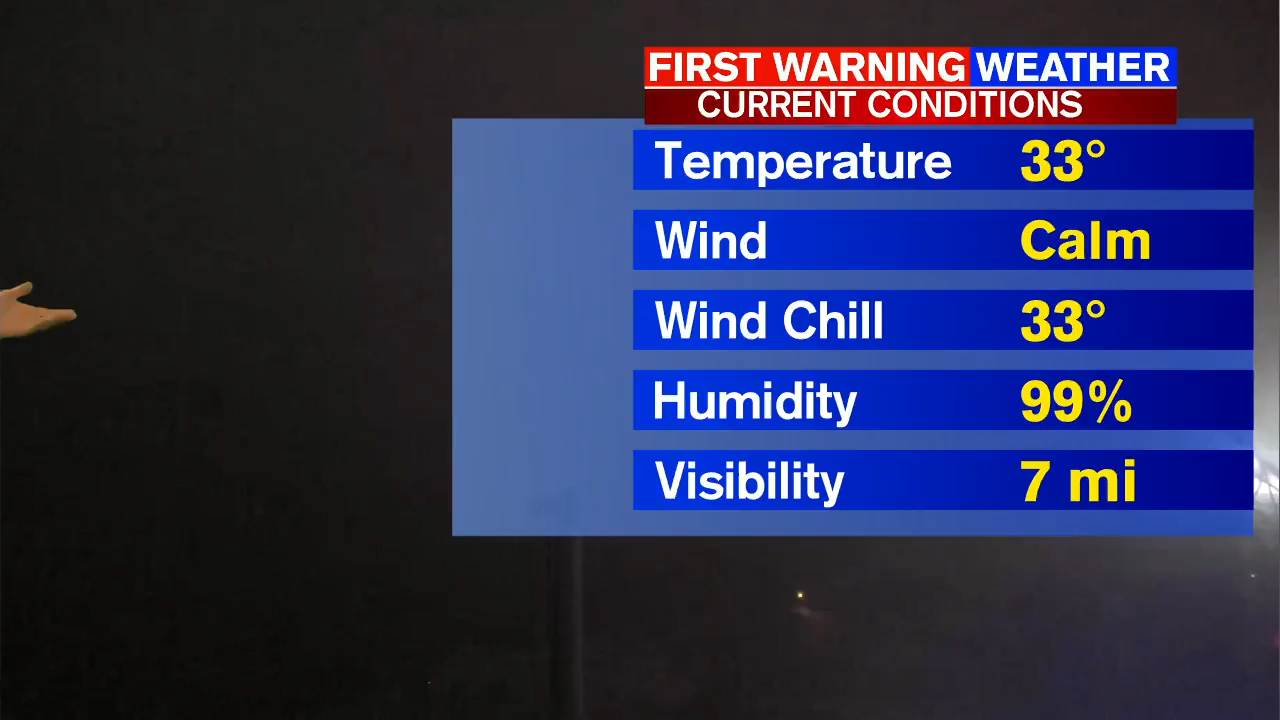 FIRST WARNING WEATHER
CURRENT CONDITIONS
Temperature 33°
Wind Calm
Wind Chill 33°
Humidity 99%
Visibility 7 mi